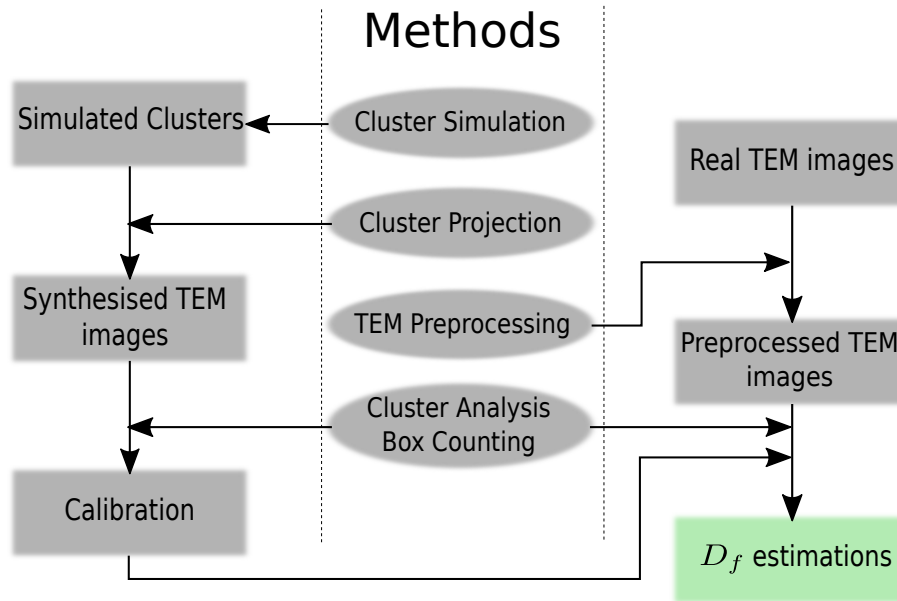 Methods
Simulated Clusters
Cluster Simulation
Real TEM images
Cluster Projection
Synthesised TEM
images
TEM Preprocessing
Preprocessed TEM
images
Cluster Analysis
Box Counting
Calibration
D_f estimations